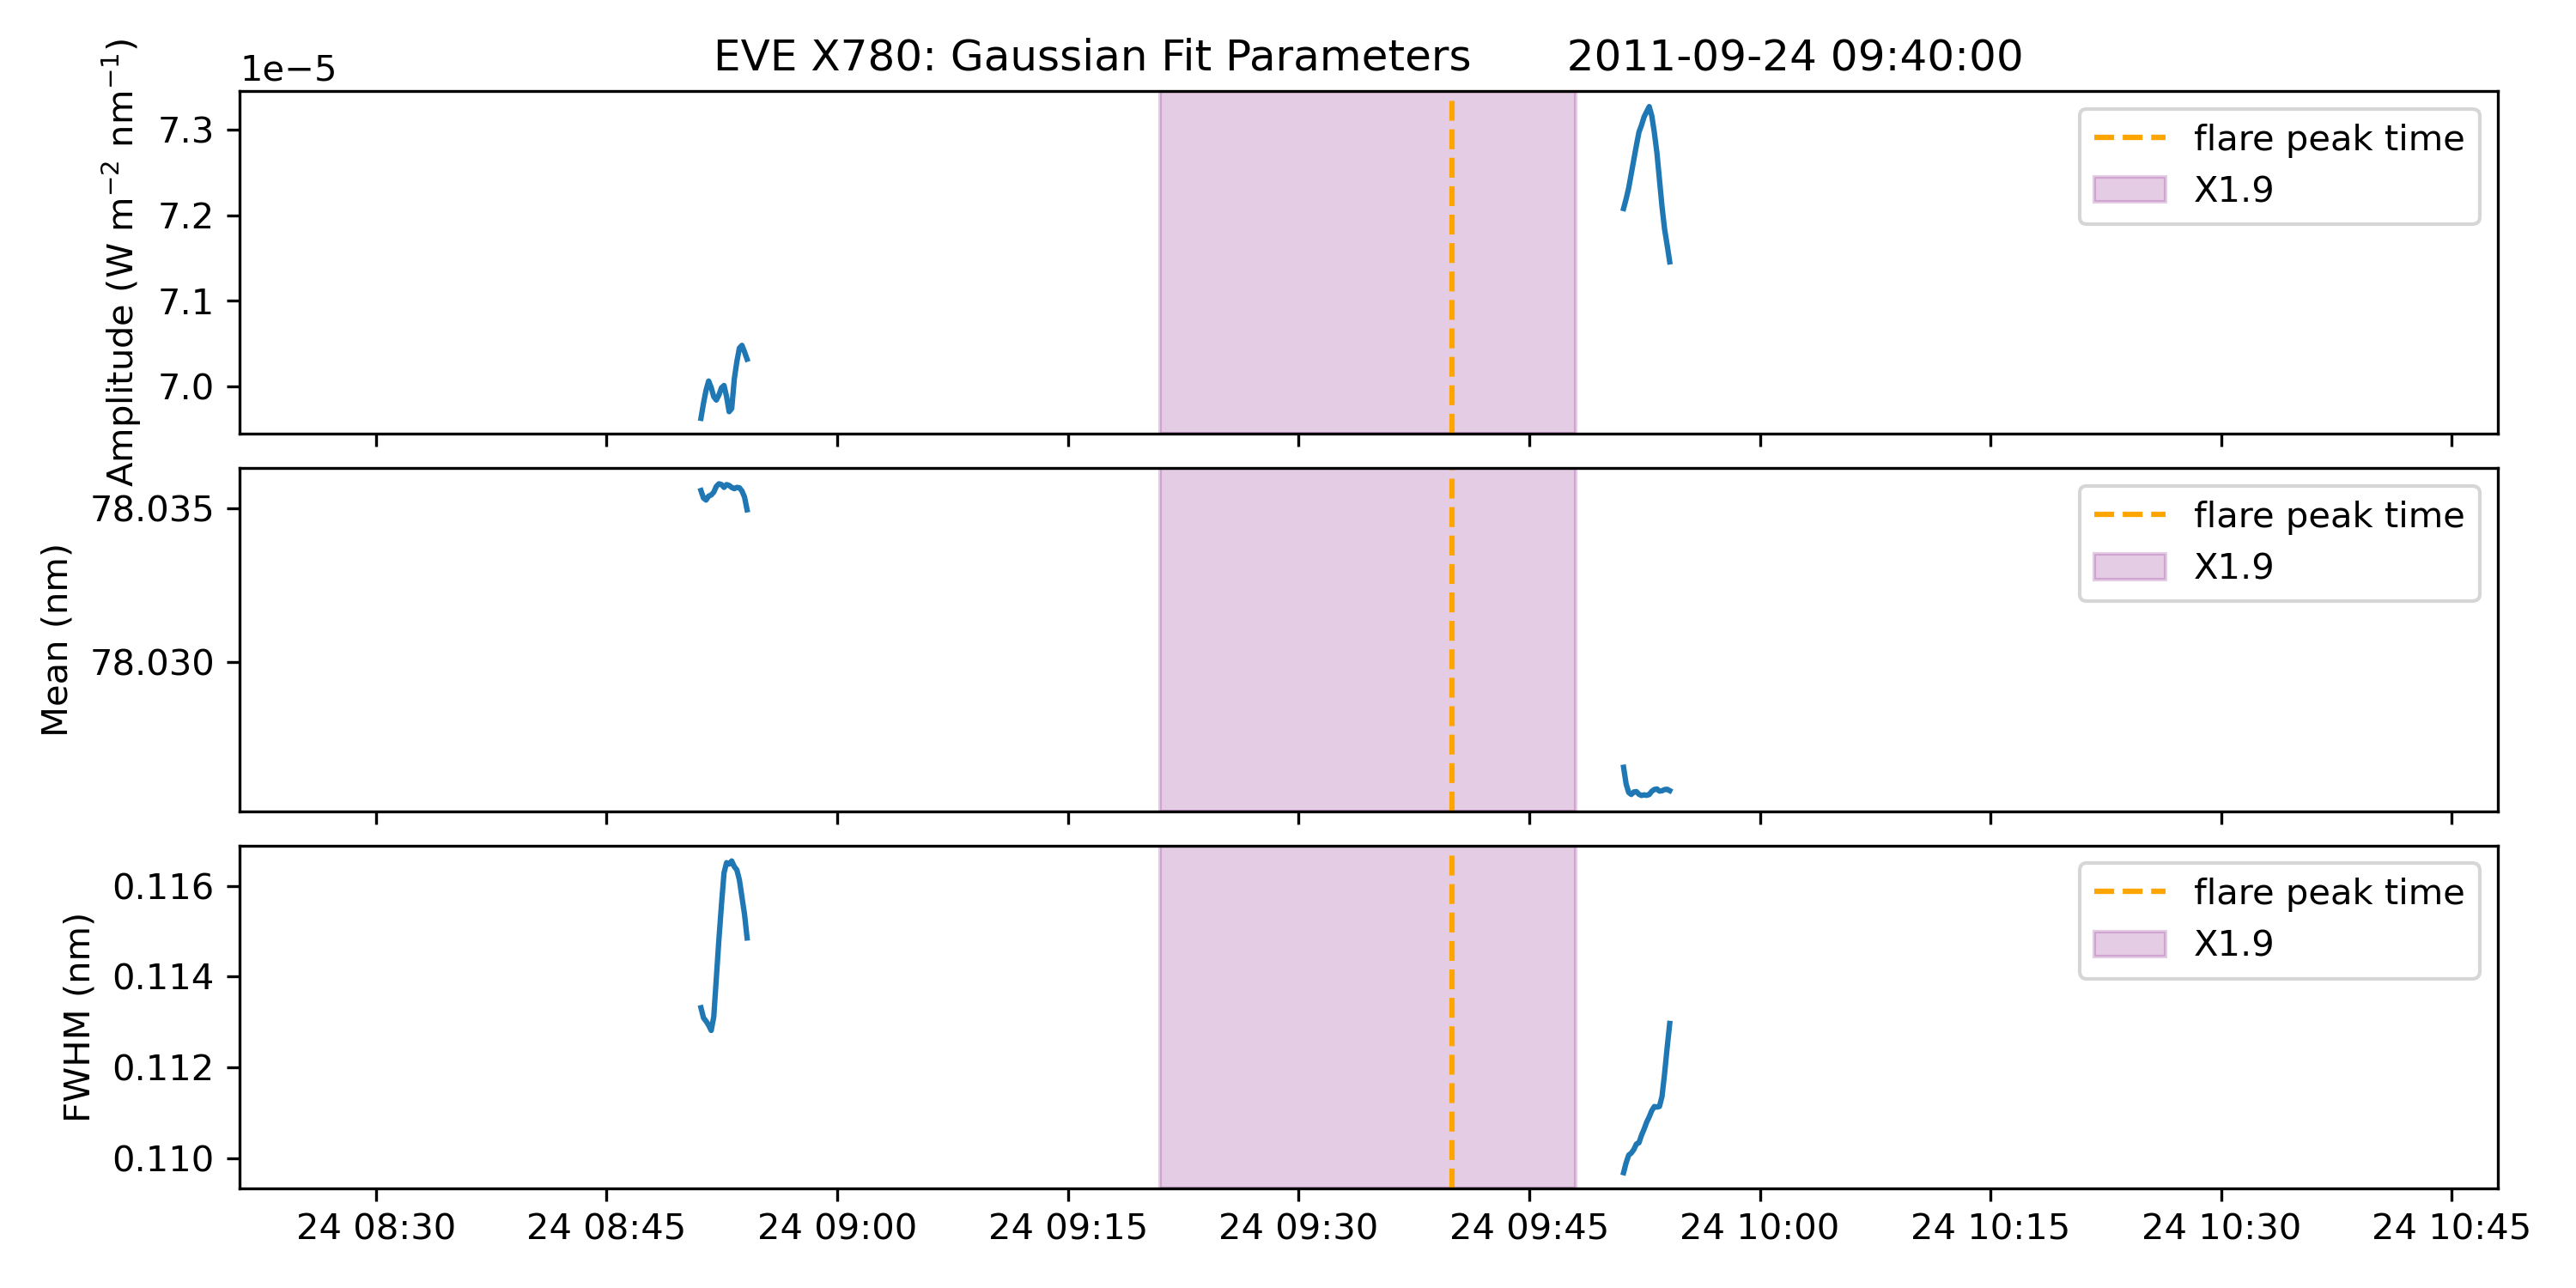 EVE X780: Gaussian Fit Parameters 2011-09-24 09:40:00
1e−5
Amplitude (W m⁻² nm⁻¹)
7.3
7.2
7.1
7.0
flare peak time
X1.9
Mean (nm)
78.035
78.030
flare peak time
X1.9
FWHM (nm)
0.116
0.114
0.112
0.110
flare peak time
X1.9
24 08:30 24 08:45 24 09:00 24 09:15 24 09:30 24 09:45 24 10:00 24 10:15 24 10:30 24 10:45